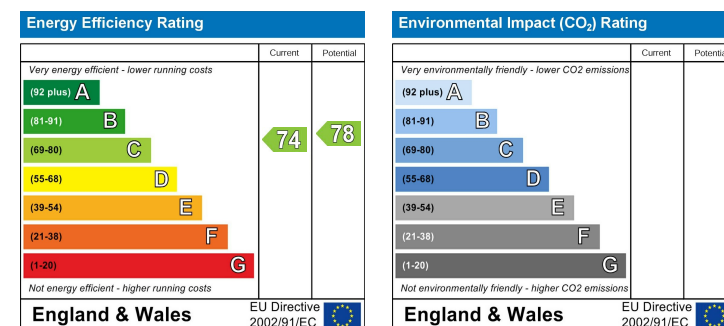 Energy Efficiency Rating
Current Potential
Very energy efficient - lower running costs
(92 plus) A
(81-91) B
(69-80) C
(55-68) D
(39-54) E
(21-38) F
(1-20) G
74 78
Not energy efficient - higher running costs
England & Wales
EU Directive
2002/91/EC
Environmental Impact (CO₂) Rating
Current Potentia
Very environmentally friendly - lower CO2 emissions
(92 plus) A
(81-91) B
(69-80) C
(55-68) D
(39-54) E
(21-38) F
(1-20) G
Not environmentally friendly - higher CO2 emissions
England & Wales
EU Directive
2002/91/EC